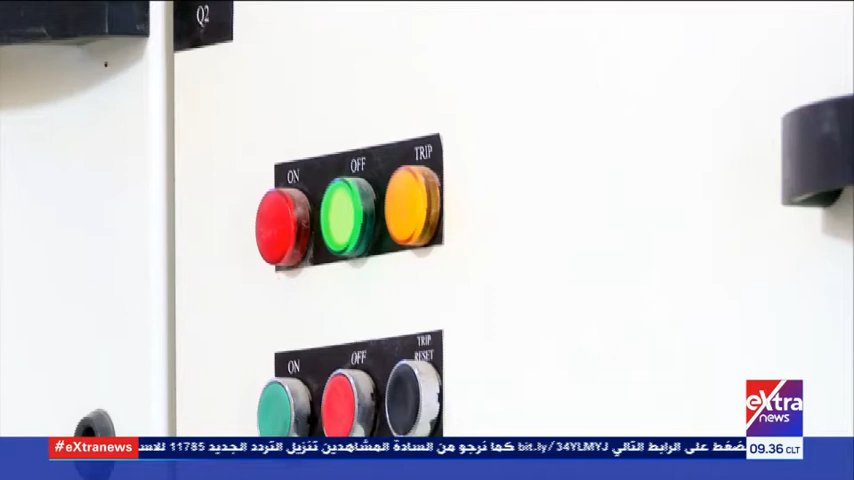 Q2
ON OFF TRIP
ON OFF TRIP RESET
eXtra news
09.36 CLT
#eXtranews
ضغط على الرابط التالي bit.ly/34YLMYJ كما نرجو من السادة المشاهدين تنزيل التردد الجديد 11785 للاس